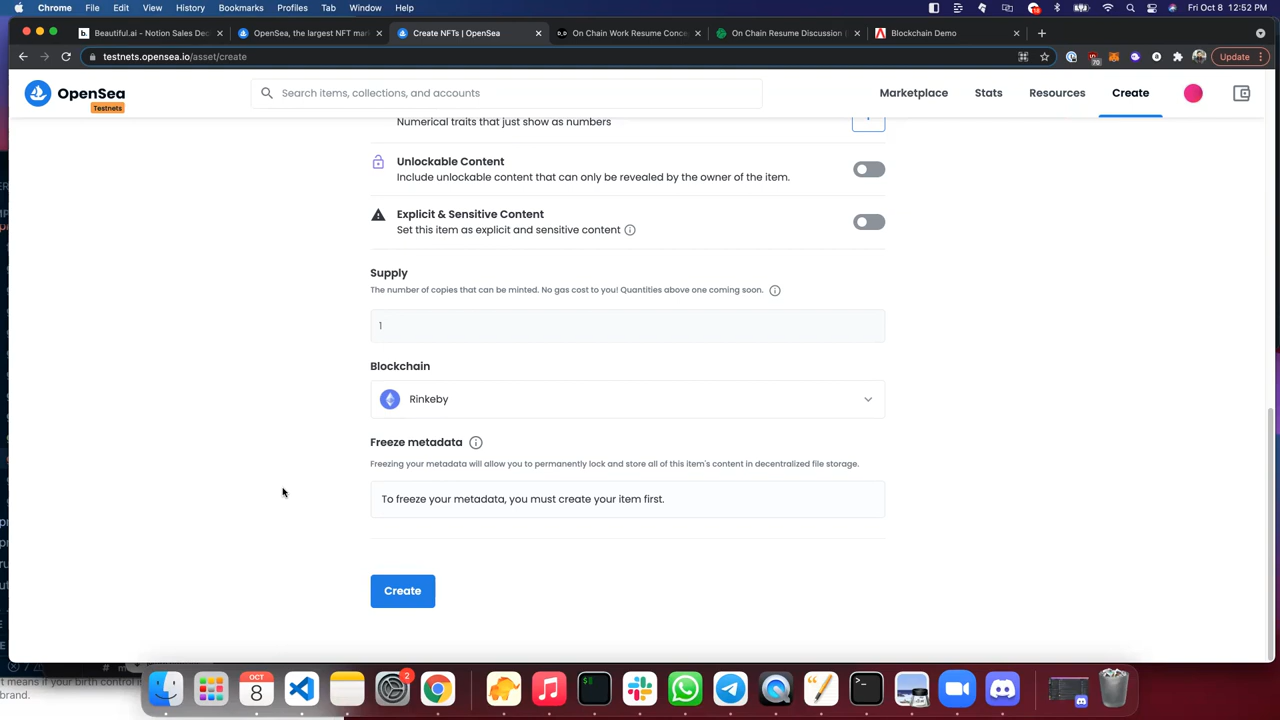 Chrome File Edit View History Bookmarks Profiles Tab Window Help Fri Oct 8 12:52 PM
Beautiful.ai - Notion Sales Dec
OpenSea, the largest NFT mar
Create NFTs | OpenSea
On Chain Work Resume Conce
On Chain Resume Discussion (
Blockchain Demo
testnets.opensea.io/asset/create
70
Update
OpenSea
Testnets
Search items, collections, and accounts
Marketplace Stats Resources Create
Numerical traits that just show as numbers
Unlockable Content
Include unlockable content that can only be revealed by the owner of the item.
Explicit & Sensitive Content
Set this item as explicit and sensitive content
Supply
The number of copies that can be minted. No gas cost to you! Quantities above one coming soon.
1
Blockchain
Rinkeby
Freeze metadata
Freezing your metadata will allow you to permanently lock and store all of this item's content in decentralized file storage.
To freeze your metadata, you must create your item first.
Create
t means if your birth control
brand.
OCT
8
2